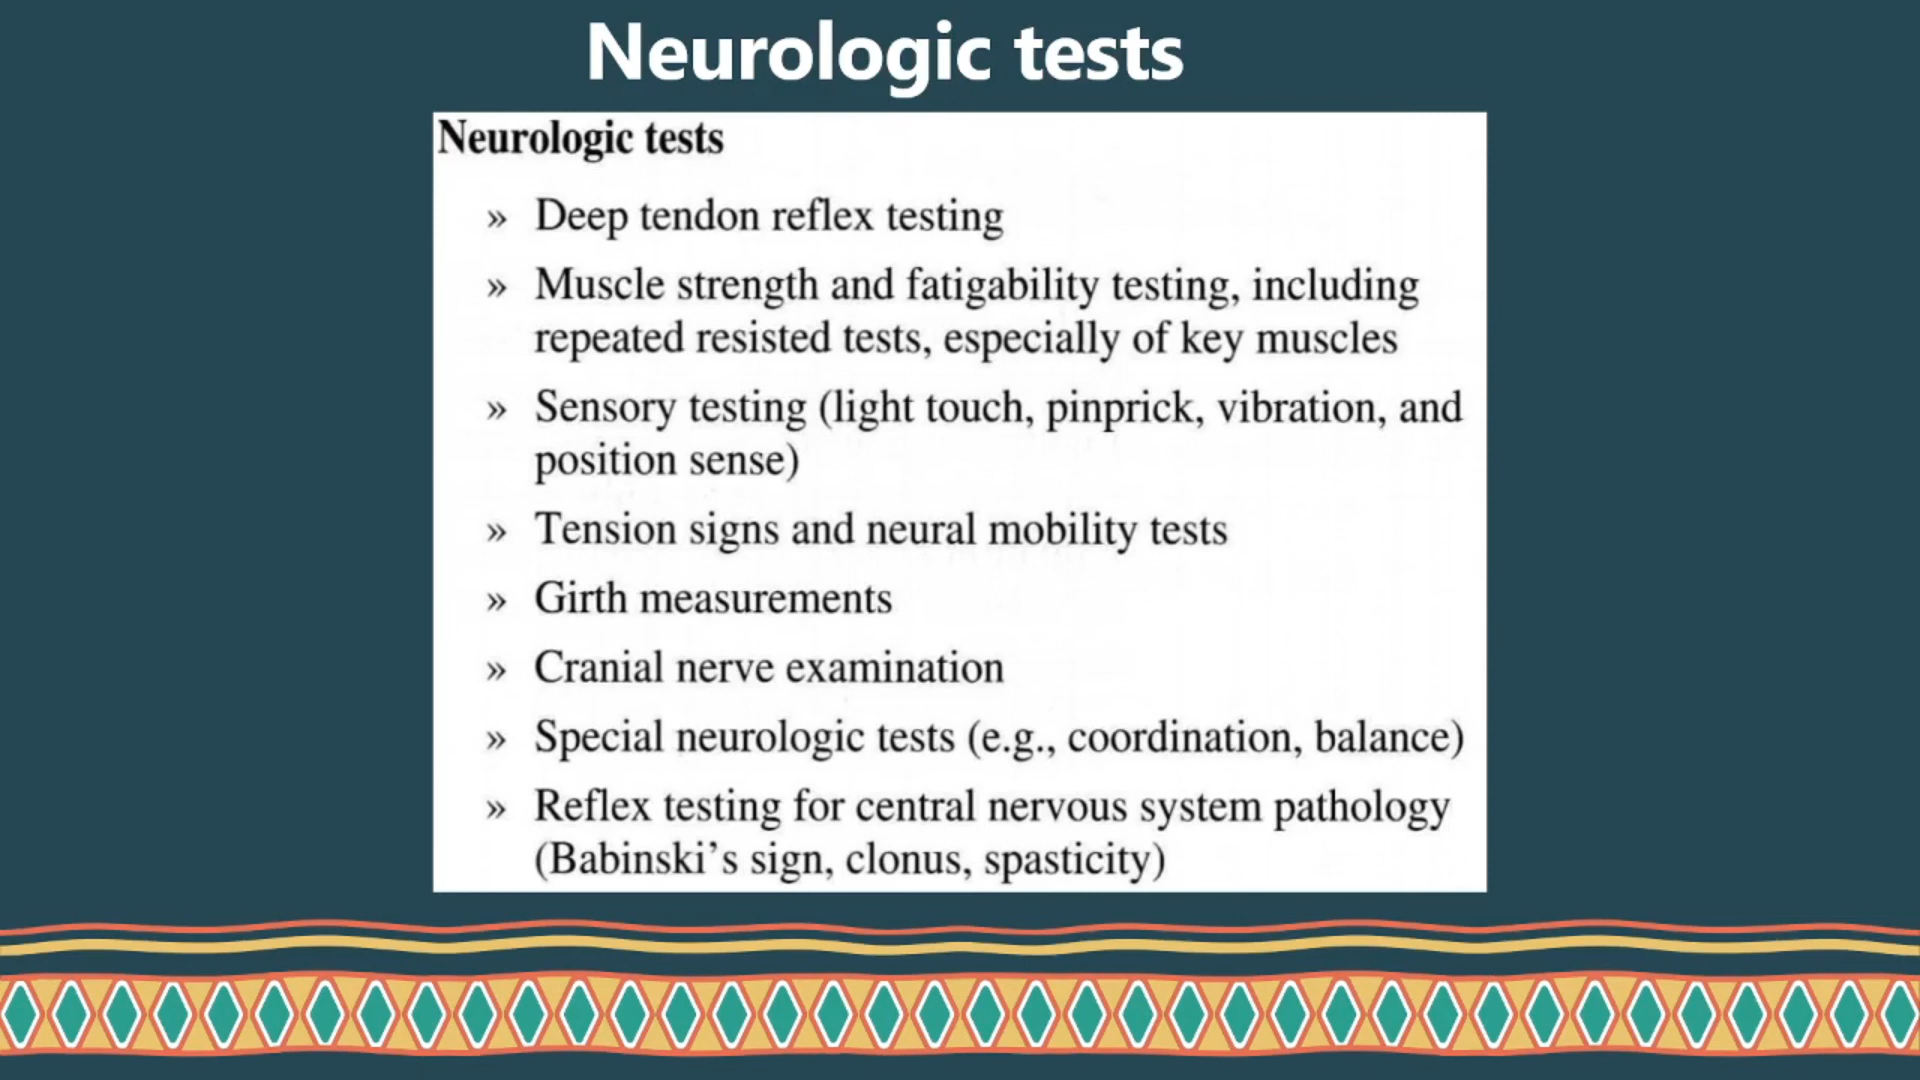 Neurologic tests
Neurologic tests
» Deep tendon reflex testing
» Muscle strength and fatigability testing, including
repeated resisted tests, especially of key muscles
» Sensory testing (light touch, pinprick, vibration, and
position sense)
» Tension signs and neural mobility tests
» Girth measurements
» Cranial nerve examination
» Special neurologic tests (e.g., coordination, balance)
» Reflex testing for central nervous system pathology
(Babinski’s sign, clonus, spasticity)